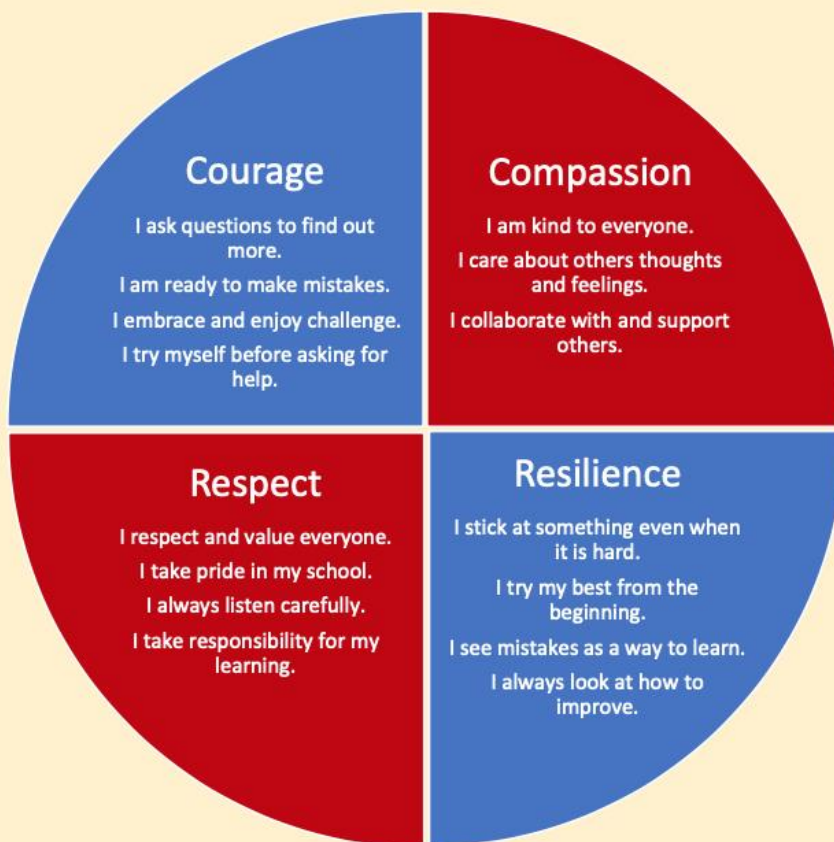 Courage
I ask questions to find out
more.
I am ready to make mistakes.
I embrace and enjoy challenge.
I try myself before asking for
help.
Compassion
I am kind to everyone.
I care about others thoughts
and feelings.
I collaborate with and support
others.
Respect
I respect and value everyone.
I take pride in my school.
I always listen carefully.
I take responsibility for my
learning.
Resilience
I stick at something even when
it is hard.
I try my best from the
beginning.
I see mistakes as a way to learn.
I always look at how to
improve.